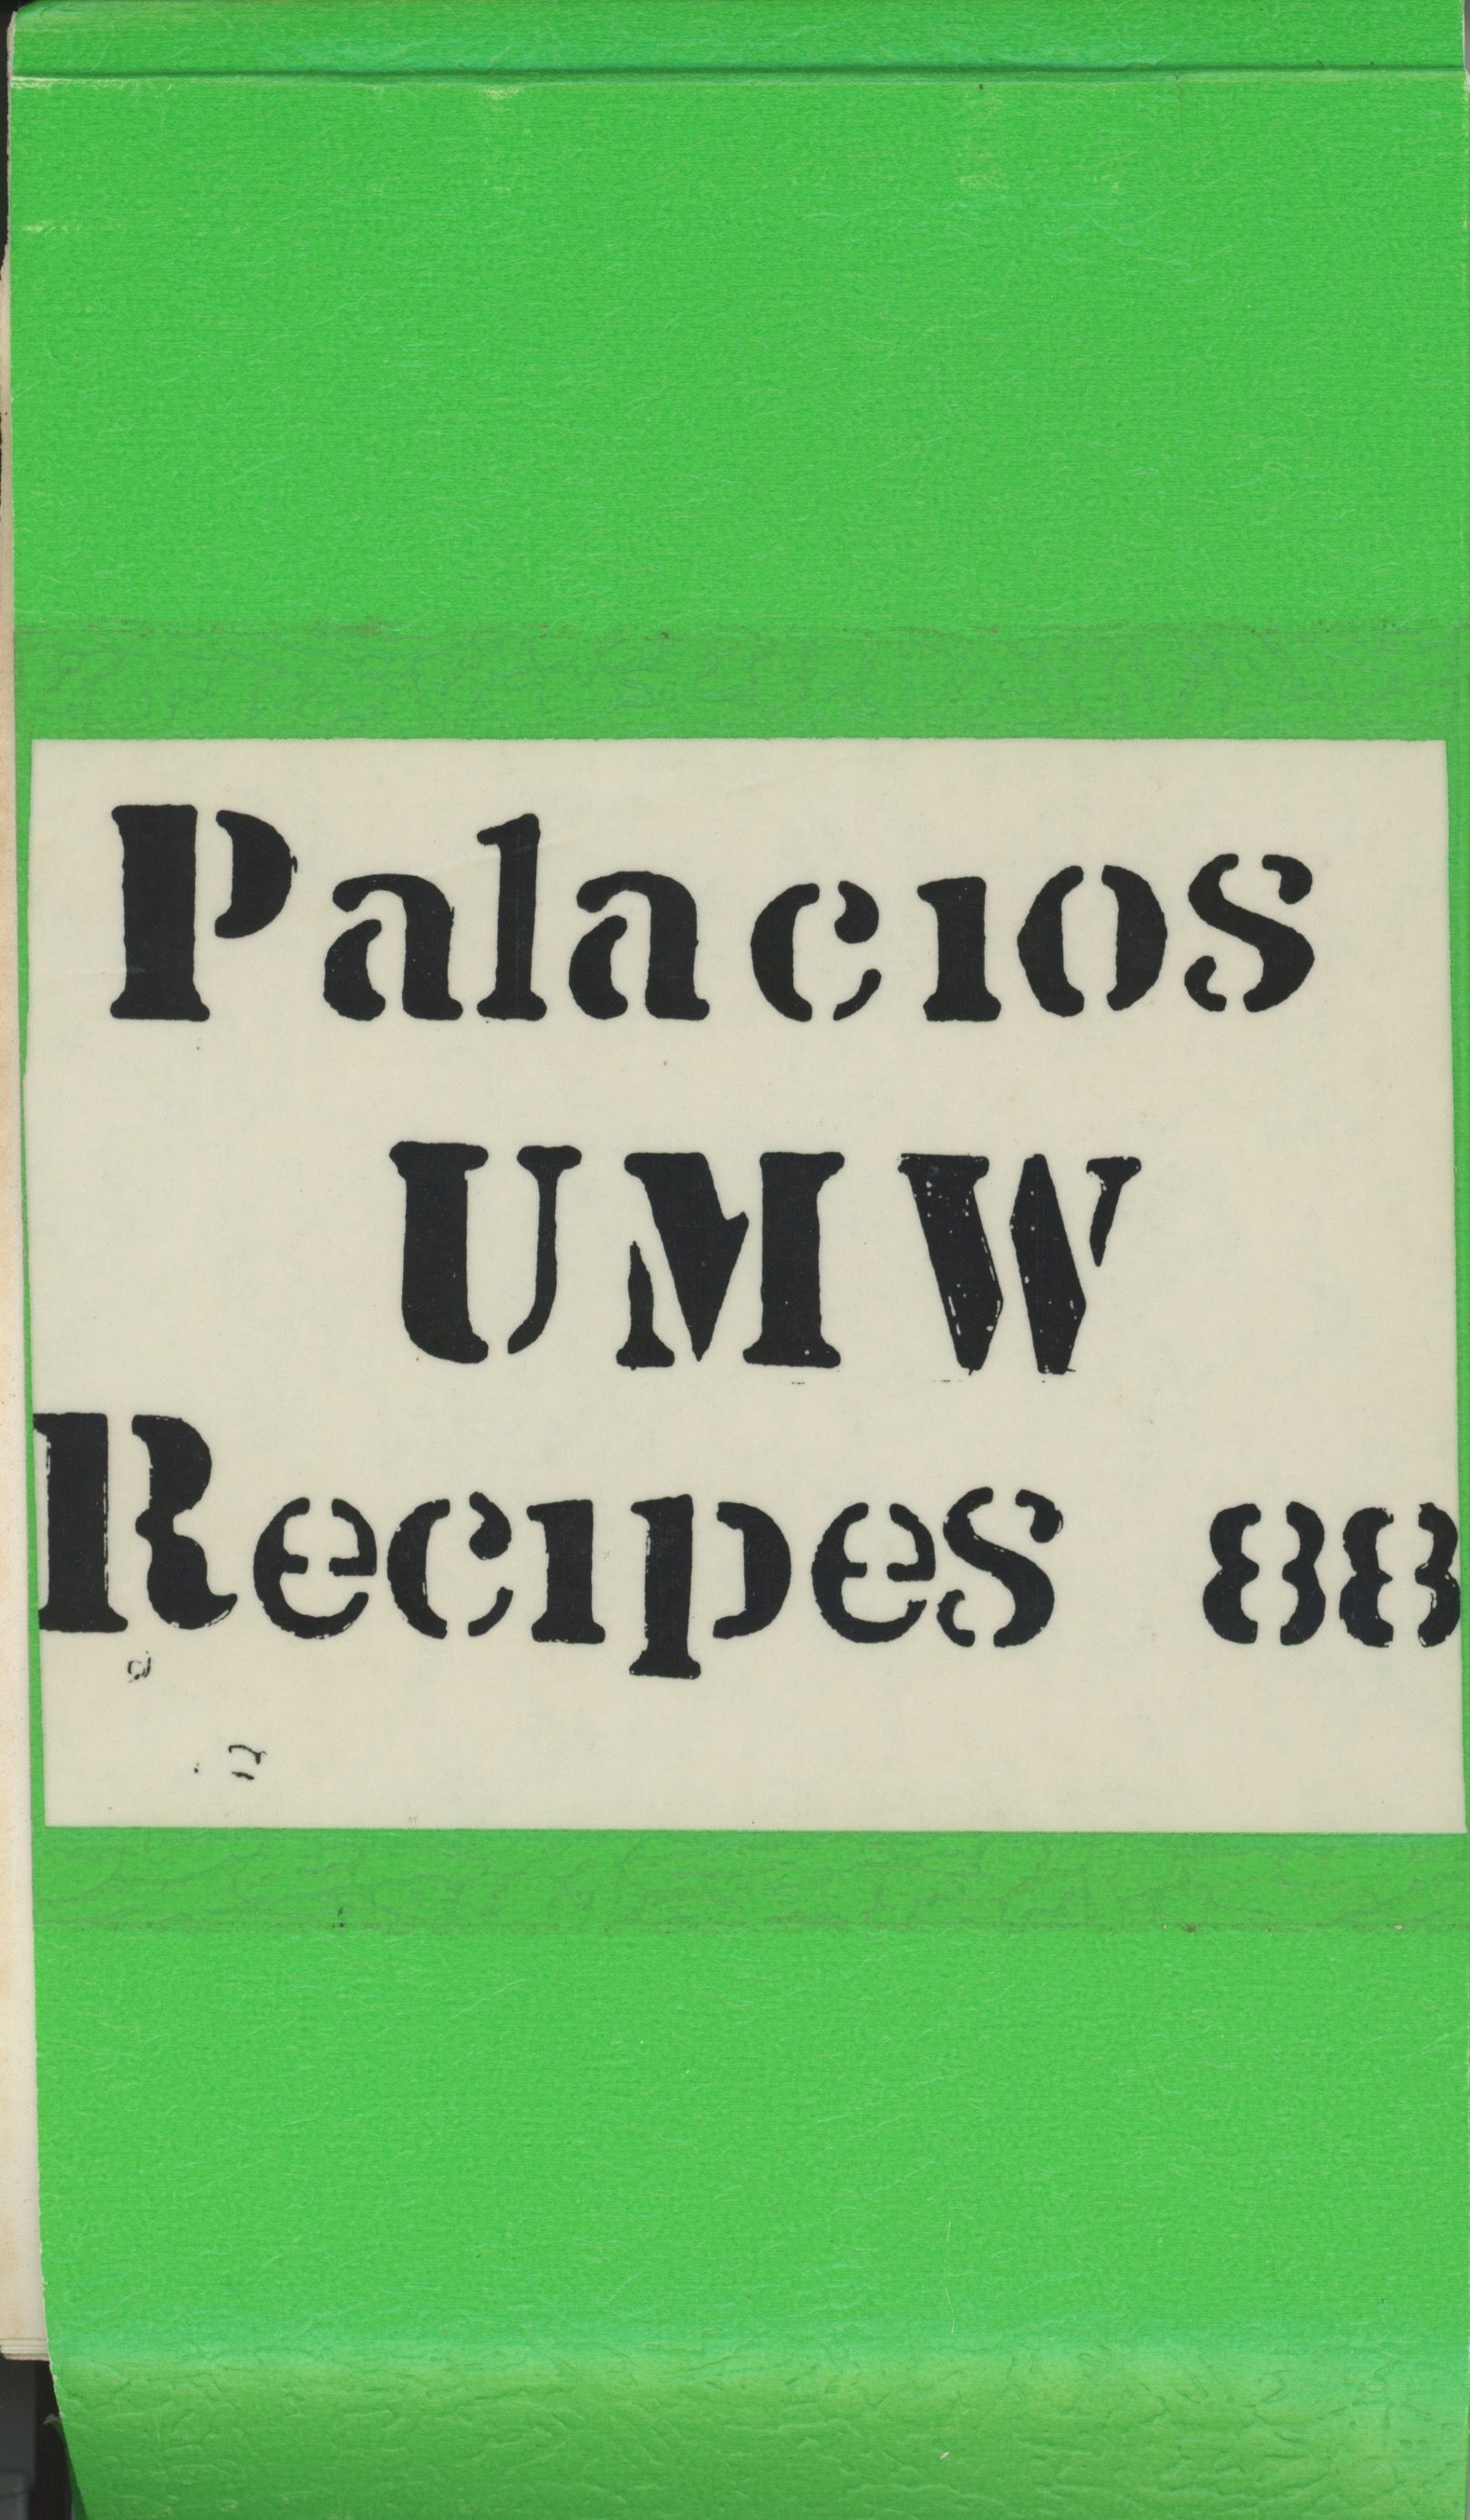 Palacios
UMW
Recipes 88